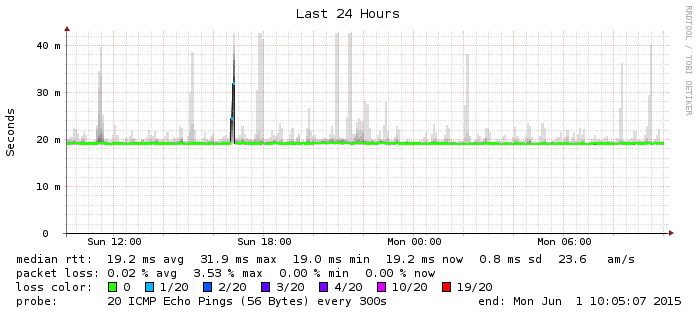 Last 24 Hours
RRDTOOL / TOBI OETIKER
Seconds
40 m
30 m
20 m
10 m
0
Sun 12:00 Sun 18:00 Mon 00:00 Mon 06:00
median rtt: 19.2 ms avg 31.9 ms max 19.0 ms min 19.2 ms now 0.8 ms sd 23.6 am/s
packet loss: 0.02 % avg 3.53 % max 0.00 % min 0.00 % now
loss color: 0 1/20 2/20 3/20 4/20 10/20 19/20
probe: 20 ICMP Echo Pings (56 Bytes) every 300s end: Mon Jun 1 10:05:07 2015